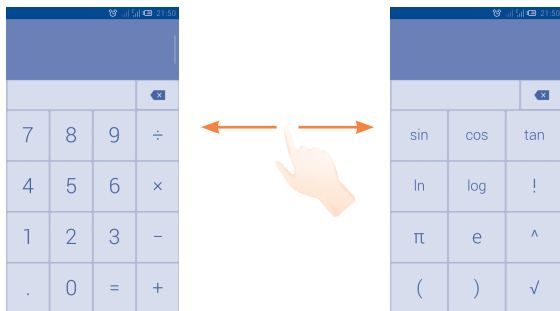 21:50
21:50
7 8 9 ÷
4 5 6 ×
1 2 3 −
. 0 = +
sin cos tan
ln log !
π e ^
( ) √